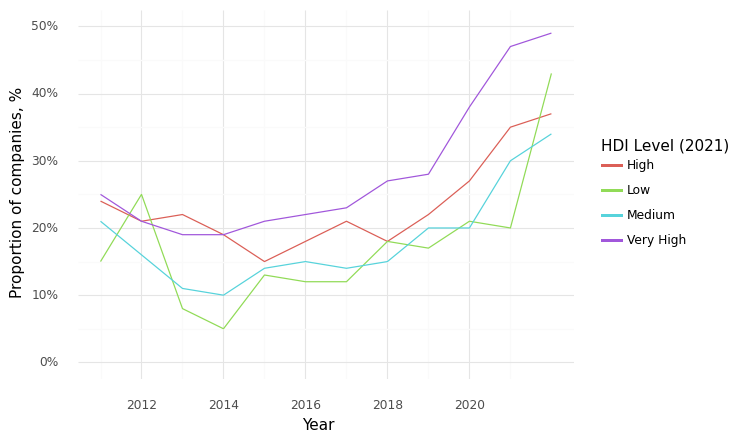 50%
40%
30%
20%
10%
0%
Proportion of companies, %
2012
2014
2016
2018
2020
Year
HDI Level (2021)
High
Low
Medium
Very High